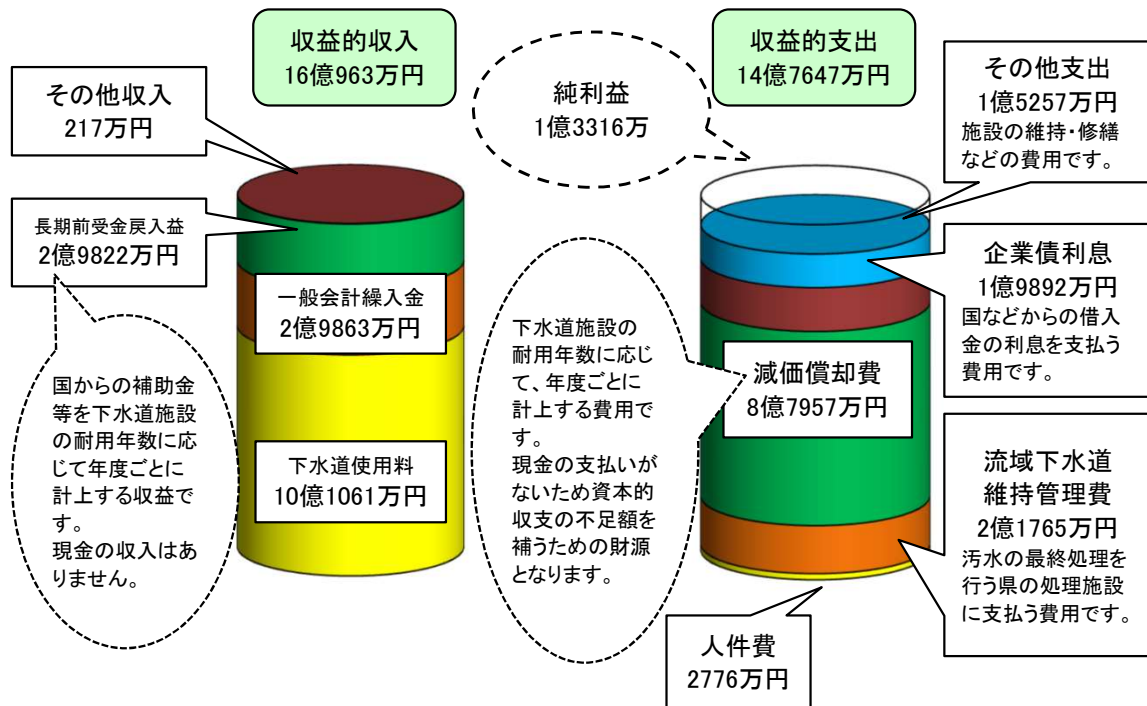 収益的収入
16億963万円
その他収入
217万円
長期前受金戻入益
2億9822万円
一般会計繰入金
2億9863万円
下水道使用料
10億1061万円
国からの補助金
等を下水道施設
の耐用年数に応
じて年度ごとに
計上する収益で
す。
現金の収入はあ
りません。
純利益
1億3316万
収益的支出
14億7647万円
その他支出
1億5257万円
施設の維持・修繕
などの費用です。
企業債利息
1億9892万円
国などからの借入
金の利息を支払う
費用です。
下水道施設の
耐用年数に応じ
て、年度ごとに
計上する費用で
す。
現金の支払いが
ないため資本的
収支の不足額を
補うための財源
となります。
減価償却費
8億7957万円
流域下水道
維持管理費
2億1765万円
汚水の最終処理を
行う県の処理施設
に支払う費用です。
人件費
2776万円